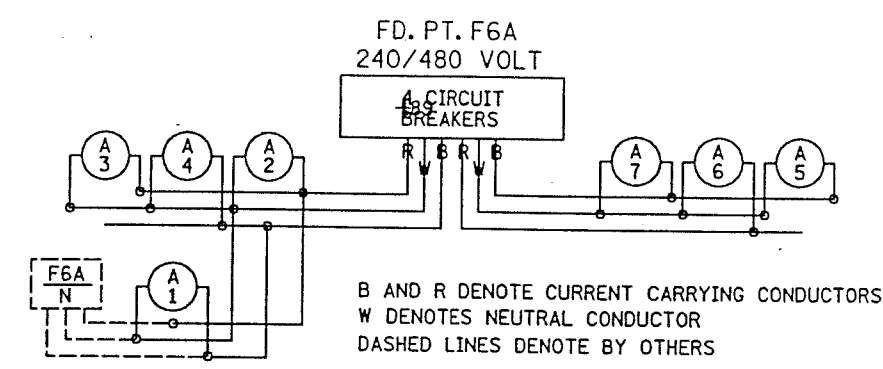 FD. PT. F6A
240/480 VOLT
4 CIRCUIT
BREAKERS
R W B R W B
A
3
A
4
A
2
A
7
A
6
A
5
F6A
N
A
1
B AND R DENOTE CURRENT CARRYING CONDUCTORS
W DENOTES NEUTRAL CONDUCTOR
DASHED LINES DENOTE BY OTHERS